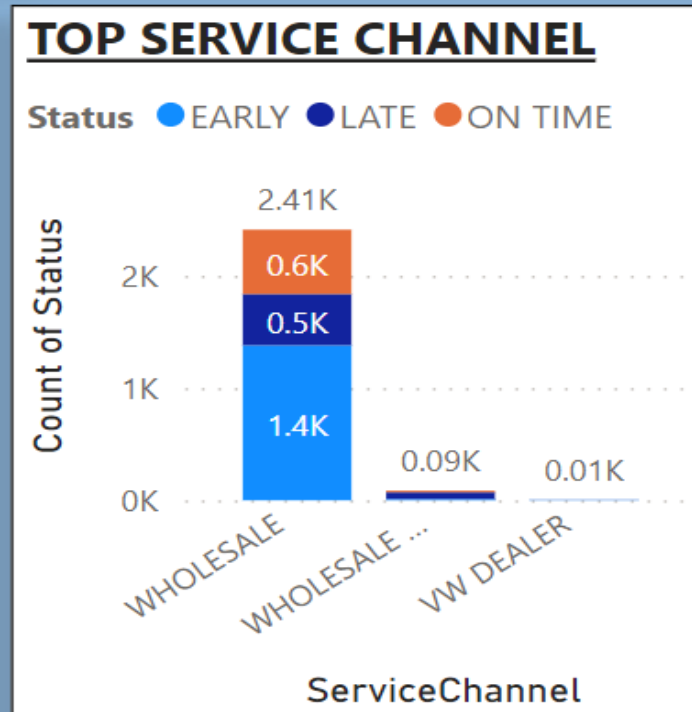 TOP SERVICE CHANNEL
Status EARLY LATE ON TIME
2.41K
Count of Status
2K
0.6K
0.5K
1K
1.4K
0.09K
0.01K
0K
WHOLESALE
WHOLESALE ...
VW DEALER
ServiceChannel